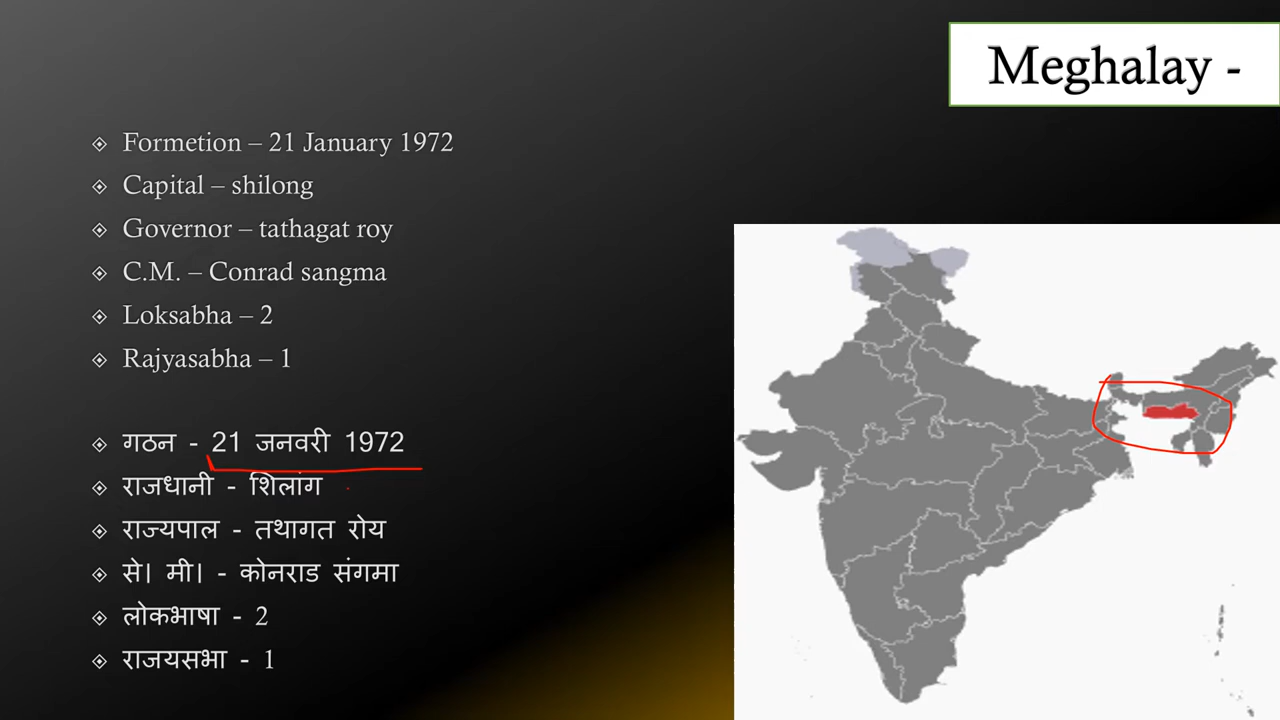 Meghalay -
Formetion – 21 January 1972
Capital – shilong
Governor – tathagat roy
C.M. – Conrad sangma
Loksabha – 2
Rajyasabha – 1
गठन - 21 जनवरी 1972
राजधानी - शिलांग
राज्यपाल - तथागत रोय
से। मी। - कोनराड संगमा
लोकभाषा - 2
राजयसभा - 1